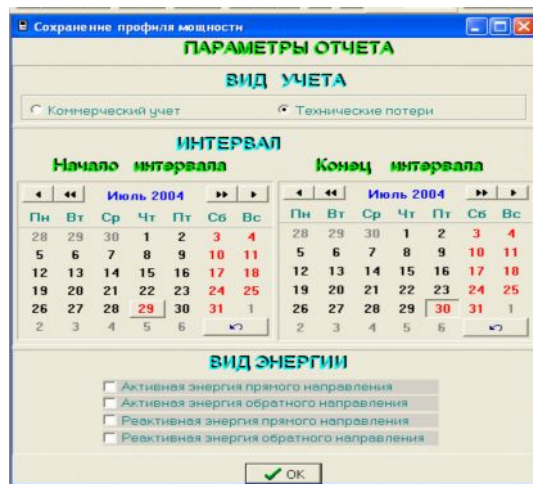 Сохранение профиля мощности
ПАРАМЕТРЫ ОТЧЕТА
ВИД УЧЕТА
Коммерческий учет Технические потери
ИНТЕРВАЛ
Начало интервала Конец интервала
Июль 2004 Июль 2004
Пн Вт Ср Чт Пт Сб Вс Пн Вт Ср Чт Пт Сб Вс
28 29 30 1 2 3 4 28 29 30 1 2 3 4
5 6 7 8 9 10 11 5 6 7 8 9 10 11
12 13 14 15 16 17 18 12 13 14 15 16 17 18
19 20 21 22 23 24 25 19 20 21 22 23 24 25
26 27 28 29 30 31 1 26 27 28 29 30 31 1
2 3 4 5 6 2 3 4 5 6
ВИД ЭНЕРГИИ
Активная энергия прямого направления
Активная энергия обратного направления
Реактивная энергия прямого направления
Реактивная энергия обратного направления
OK